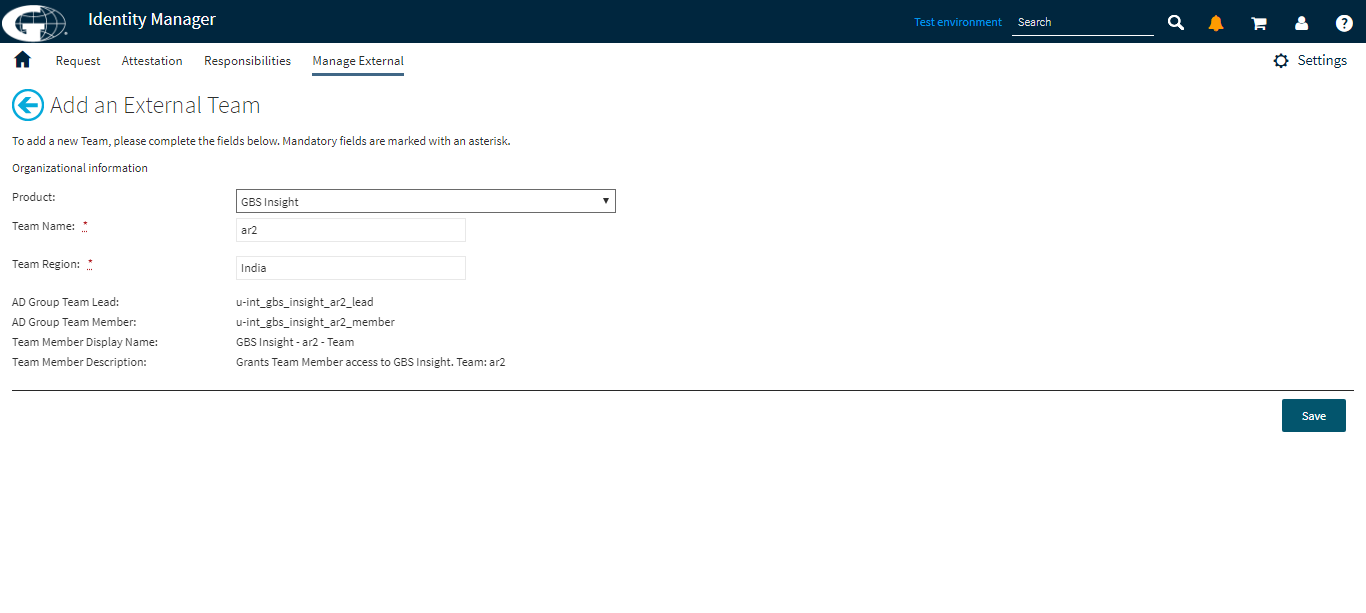 Identity Manager
Test environment
Search
Request Attestation Responsibilities Manage External
Settings
Add an External Team
To add a new Team, please complete the fields below. Mandatory fields are marked with an asterisk.
Organizational information
Product: GBS Insight
Team Name: * ar2
Team Region: * India
AD Group Team Lead: u-int_gbs_insight_ar2_lead
AD Group Team Member: u-int_gbs_insight_ar2_member
Team Member Display Name: GBS Insight - ar2 - Team
Team Member Description: Grants Team Member access to GBS Insight. Team: ar2
Save